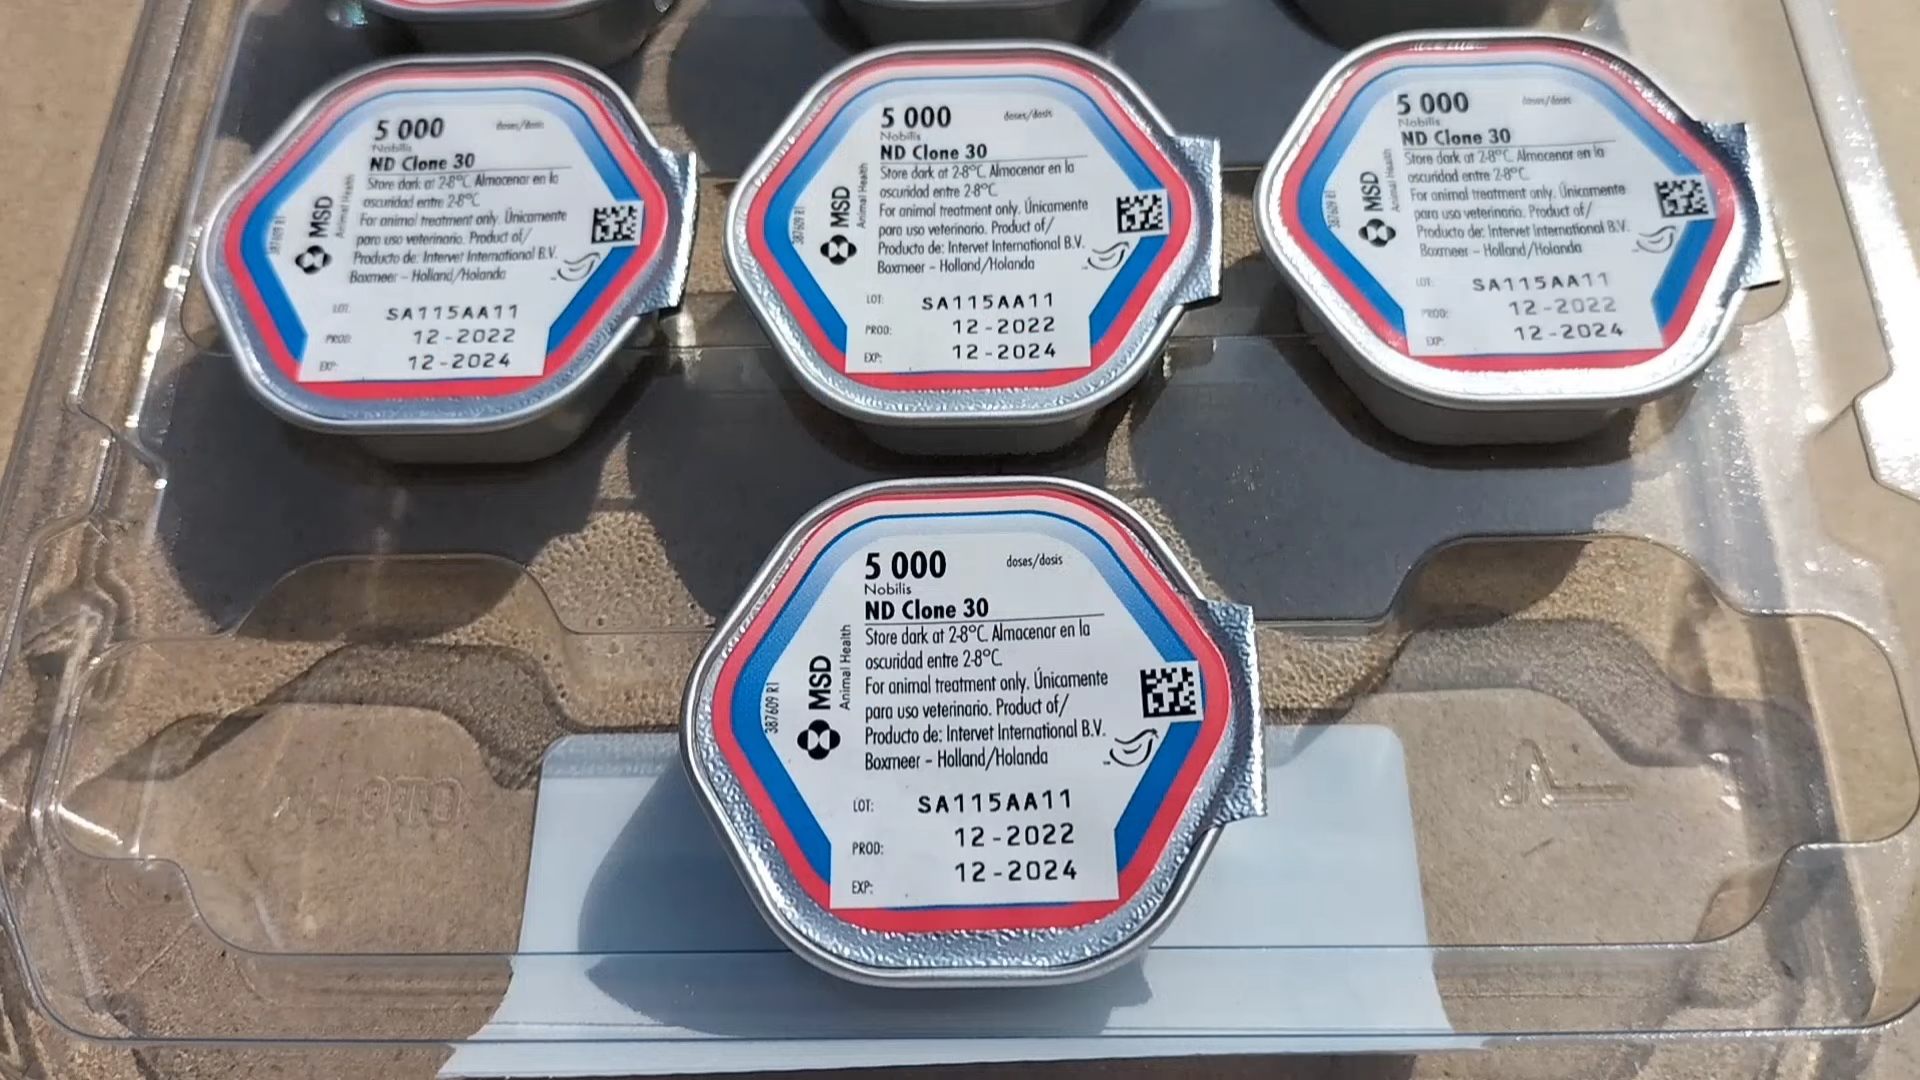 5 000 doses/dosis
Nobilis
ND Clone 30
Store dark at 2-8°C. Almacenar en la
oscuridad entre 2-8°C
For animal treatment only. Únicamente
para uso veterinario. Product of/
Producto de: Intervet International B.V.
Boxmeer – Holland/Holanda
MSD
Animal Health
387609 R1
LOT: SA115AA11
PROD: 12-2022
EXP: 12-2024
5 000 doses/dosis
Nobilis
ND Clone 30
Store dark at 2-8°C. Almacenar en la
oscuridad entre 2-8°C
For animal treatment only. Únicamente
para uso veterinario. Product of/
Producto de: Intervet International B.V.
Boxmeer – Holland/Holanda
MSD
Animal Health
387609 R1
LOT: SA115AA11
PROD: 12-2022
EXP: 12-2024
5 000 doses/dosis
Nobilis
ND Clone 30
Store dark at 2-8°C. Almacenar en la
oscuridad entre 2-8°C
For animal treatment only. Únicamente
para uso veterinario. Product of/
Producto de: Intervet International B.V.
Boxmeer – Holland/Holanda
MSD
Animal Health
387609 R1
LOT: SA115AA11
PROD: 12-2022
EXP: 12-2024
5 000 doses/dosis
Nobilis
ND Clone 30
Store dark at 2-8°C. Almacenar en la
oscuridad entre 2-8°C
For animal treatment only. Únicamente
para uso veterinario. Product of/
Producto de: Intervet International B.V.
Boxmeer – Holland/Holanda
MSD
Animal Health
387609 R1
LOT: SA115AA11
PROD: 12-2022
EXP: 12-2024